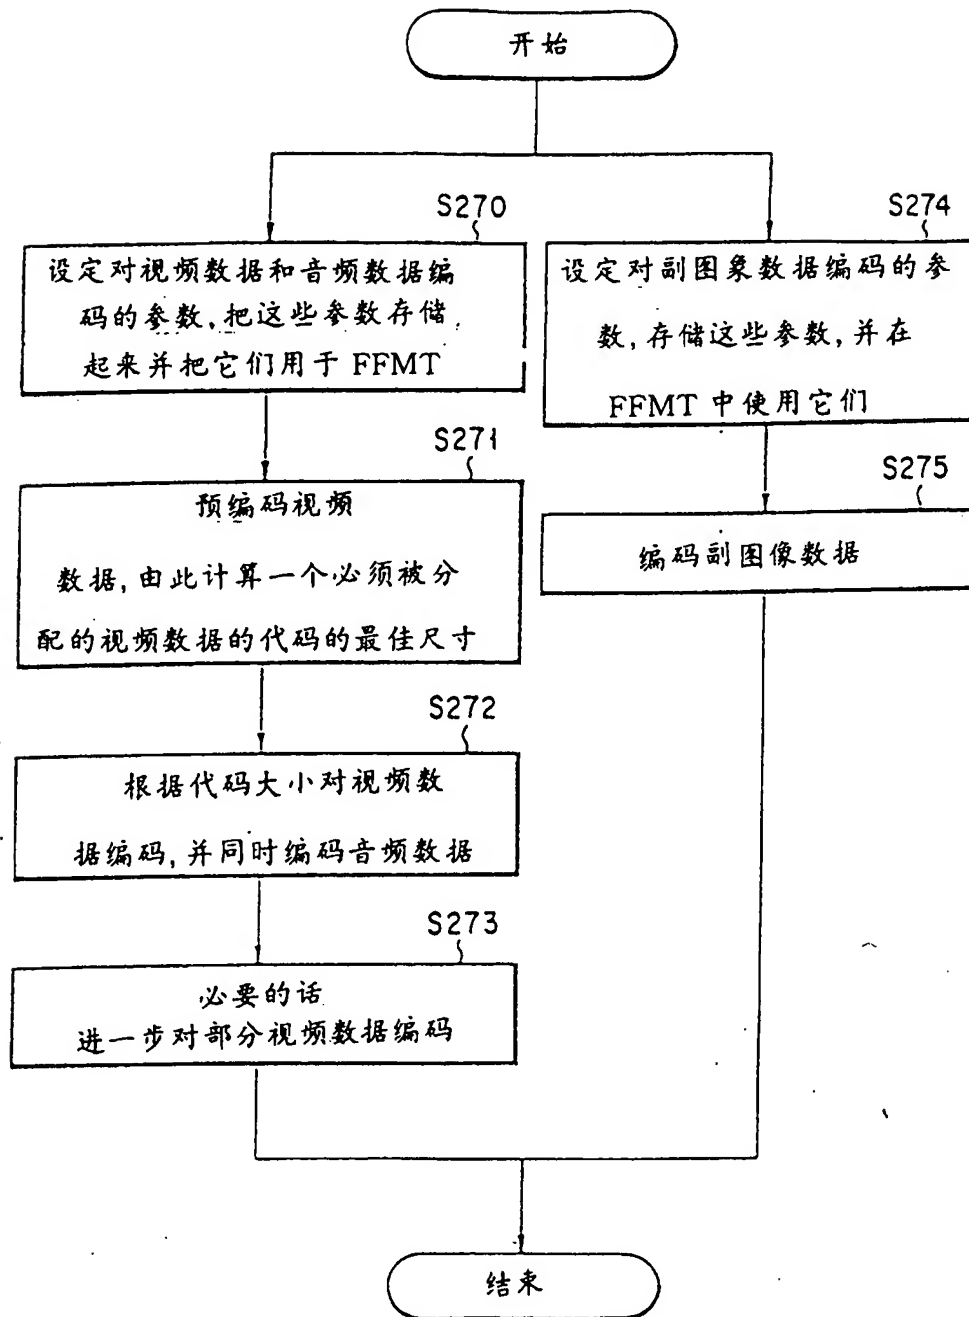 开始
S270
设定对视频数据和音频数据编
码的参数,把这些参数存储
起来并把它们用于 FFMT
S271
预编码视频
数据,由此计算一个必须被分
配的视频数据的代码的最佳尺寸
S272
根据代码大小对视频数
据编码,并同时编码音频数据
S273
必要的话
进一步对部分视频数据编码
S274
设定对副图象数据编码的参
数,存储这些参数,并在
FFMT 中使用它们
S275
编码副图像数据
结束